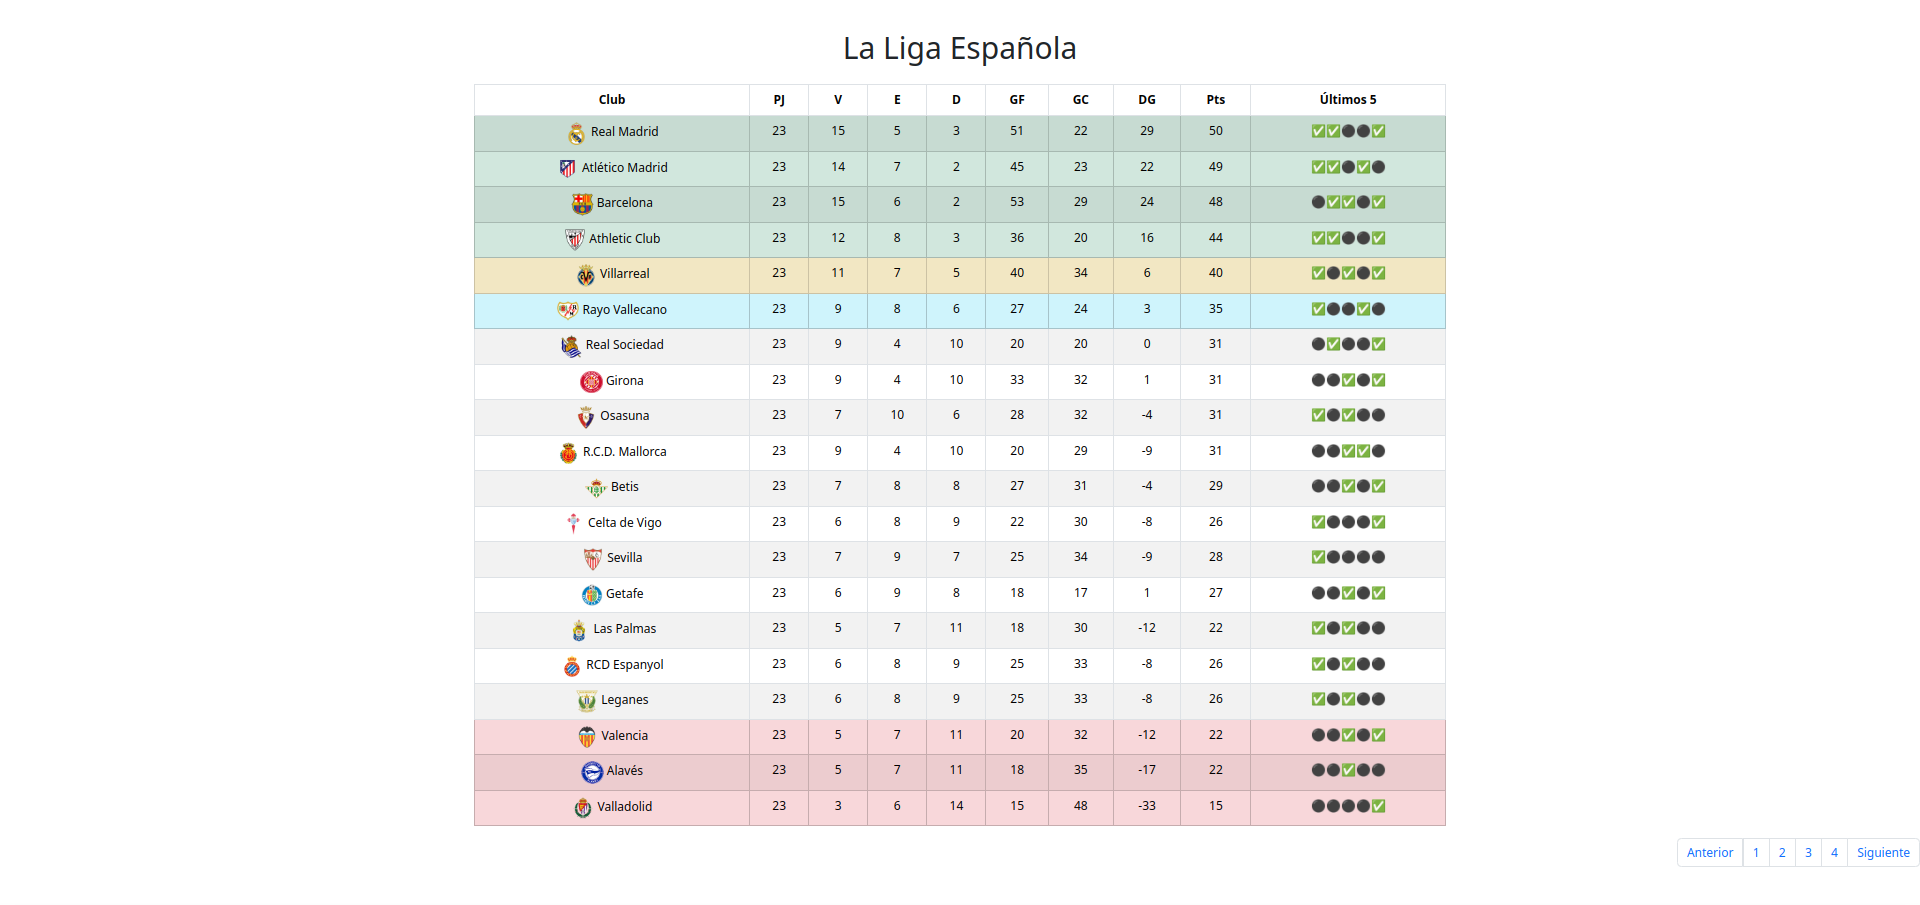 La Liga Española
Club PJ V E D GF GC DG Pts Últimos 5
Real Madrid 23 15 5 3 51 22 29 50 ✅✅⚫⚫✅
Atlético Madrid 23 14 7 2 45 23 22 49 ✅✅⚫✅⚫
Barcelona 23 15 6 2 53 29 24 48 ⚫✅✅⚫✅
Athletic Club 23 12 8 3 36 20 16 44 ✅✅⚫⚫✅
Villarreal 23 11 7 5 40 34 6 40 ✅⚫✅⚫✅
Rayo Vallecano 23 9 8 6 27 24 3 35 ✅⚫⚫✅⚫
Real Sociedad 23 9 4 10 20 20 0 31 ⚫✅⚫⚫✅
Girona 23 9 4 10 33 32 1 31 ⚫⚫✅⚫✅
Osasuna 23 7 10 6 28 32 -4 31 ✅⚫✅⚫⚫
R.C.D. Mallorca 23 9 4 10 20 29 -9 31 ⚫⚫✅✅⚫
Betis 23 7 8 8 27 31 -4 29 ⚫⚫✅⚫✅
Celta de Vigo 23 6 8 9 22 30 -8 26 ✅⚫⚫⚫✅
Sevilla 23 7 9 7 25 34 -9 28 ✅⚫⚫⚫⚫
Getafe 23 6 9 8 18 17 1 27 ⚫⚫✅⚫✅
Las Palmas 23 5 7 11 18 30 -12 22 ✅⚫✅⚫⚫
RCD Espanyol 23 6 8 9 25 33 -8 26 ✅⚫✅⚫⚫
Leganes 23 6 8 9 25 33 -8 26 ✅⚫✅⚫⚫
Valencia 23 5 7 11 20 32 -12 22 ⚫⚫✅⚫✅
Alavés 23 5 7 11 18 35 -17 22 ⚫⚫✅⚫⚫
Valladolid 23 3 6 14 15 48 -33 15 ⚫⚫⚫⚫✅
Anterior 1 2 3 4 Siguiente